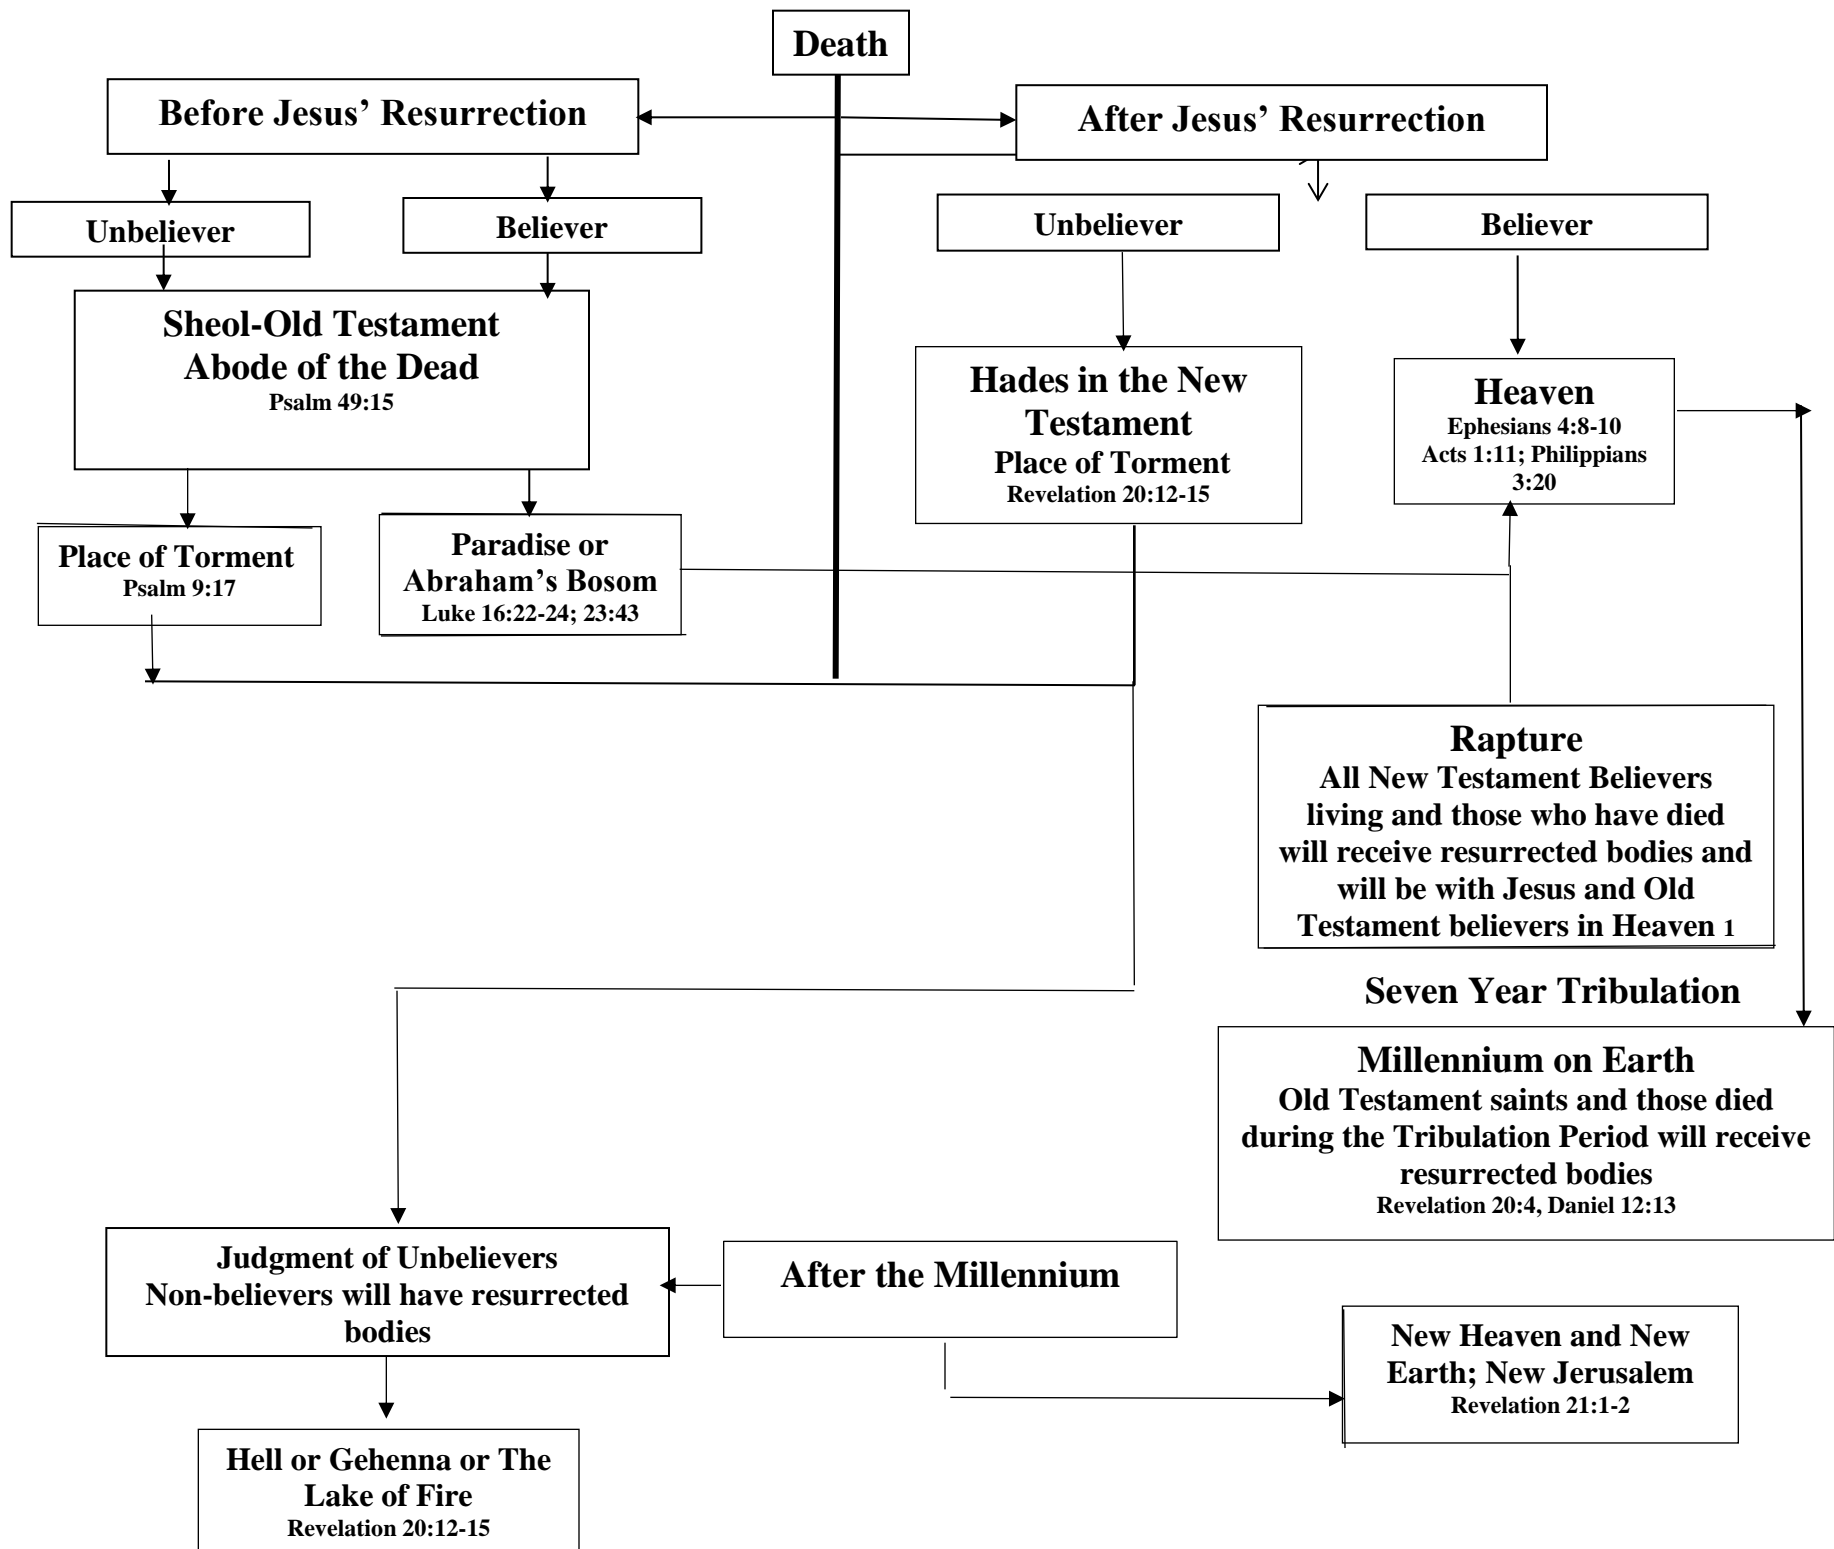 Death
Before Jesus’ Resurrection
After Jesus’ Resurrection
Unbeliever
Believer
Unbeliever
Believer
Sheol-Old Testament
Abode of the Dead
Psalm 49:15
Hades in the New
Testament
Place of Torment
Revelation 20:12-15
Heaven
Ephesians 4:8-10
Acts 1:11; Philippians
3:20
Place of Torment
Psalm 9:17
Paradise or
Abraham’s Bosom
Luke 16:22-24; 23:43
Rapture
All New Testament Believers
living and those who have died
will receive resurrected bodies and
will be with Jesus and Old
Testament believers in Heaven 1
Seven Year Tribulation
Millennium on Earth
Old Testament saints and those died
during the Tribulation Period will receive
resurrected bodies
Revelation 20:4, Daniel 12:13
Judgment of Unbelievers
Non-believers will have resurrected
bodies
After the Millennium
New Heaven and New
Earth; New Jerusalem
Revelation 21:1-2
Hell or Gehenna or The
Lake of Fire
Revelation 20:12-15